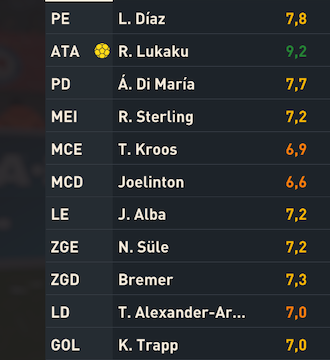 PE L. Díaz 7,8
ATA R. Lukaku 9,2
PD Á. Di María 7,7
MEI R. Sterling 7,2
MCE T. Kroos 6,9
MCD Joelinton 6,6
LE J. Alba 7,2
ZGE N. Süle 7,2
ZGD Bremer 7,3
LD T. Alexander-Ar... 7,0
GOL K. Trapp 7,0